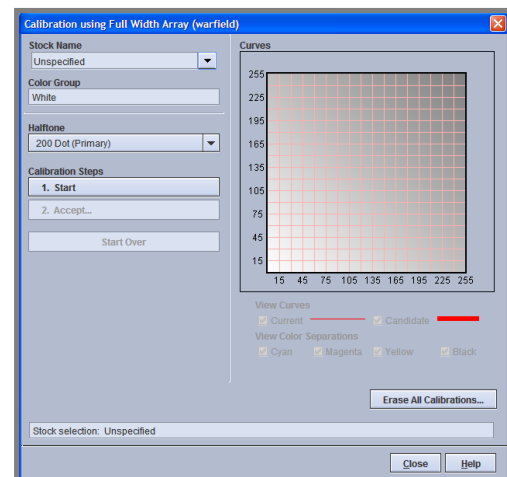 Calibration using Full Width Array (warfield)
Stock Name
Unspecified
Color Group
White
Halftone
200 Dot (Primary)
Calibration Steps
1. Start
2. Accept...
Start Over
Curves
255
225
195
165
135
105
75
45
15
15 45 75 105 135 165 195 225 255
View Curves
Current Candidate
View Color Separations
Cyan Magenta Yellow Black
Erase All Calibrations...
Stock selection: Unspecified
Close Help